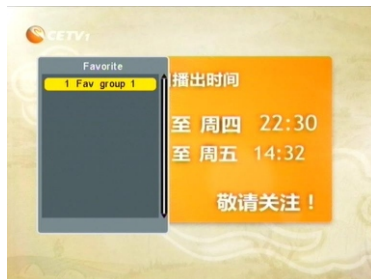 CETV1
Favorite
1 Fav group 1
播出时间
至 周四 22:30
至 周五 14:32
敬请关注！